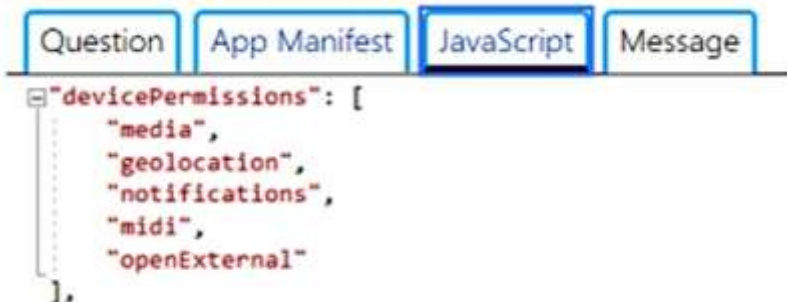 Question App Manifest JavaScript Message
"devicePermissions": [
"media",
"geolocation",
"notifications",
"midi",
"openExternal"
],